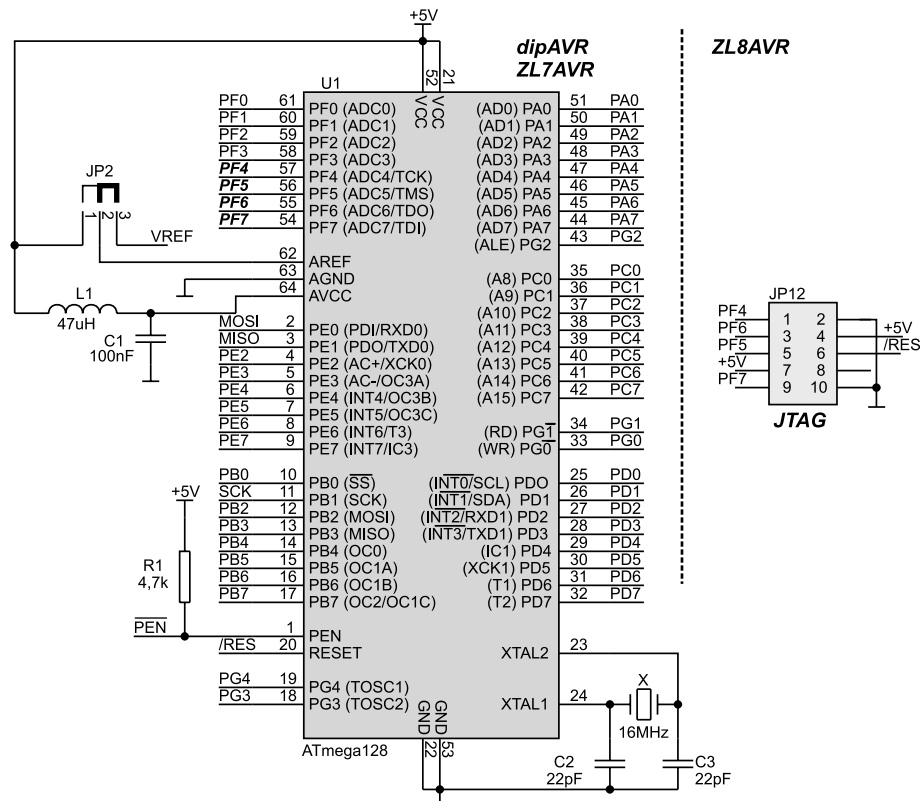 +5V
dipAVR
ZL7AVR
ZL8AVR
U1
52 21
VCC VCC
PF0 61 PF0 (ADC0) (AD0) PA0 51 PA0
PF1 60 PF1 (ADC1) (AD1) PA1 50 PA1
PF2 59 PF2 (ADC2) (AD2) PA2 49 PA2
PF3 58 PF3 (ADC3) (AD3) PA3 48 PA3
PF4 57 PF4 (ADC4/TCK) (AD4) PA4 47 PA4
PF5 56 PF5 (ADC5/TMS) (AD5) PA5 46 PA5
PF6 55 PF6 (ADC6/TDO) (AD6) PA6 45 PA6
PF7 54 PF7 (ADC7/TDI) (AD7) PA7 44 PA7
(ALE) PG2 43 PG2
JP2
1 2 3
VREF
62 AREF
63 AGND
64 AVCC
L1
47uH
C1
100nF
(A8) PC0 35 PC0
(A9) PC1 36 PC1
(A10) PC2 37 PC2
(A11) PC3 38 PC3
(A12) PC4 39 PC4
(A13) PC5 40 PC5
(A14) PC6 41 PC6
(A15) PC7 42 PC7
MOSI 2 PE0 (PDI/RXD0)
MISO 3 PE1 (PDO/TXD0)
PE2 4 PE2 (AC+/XCK0)
PE3 5 PE3 (AC-/OC3A)
PE4 6 PE4 (INT4/OC3B)
PE5 7 PE5 (INT5/OC3C)
PE6 8 PE6 (INT6/T3)
PE7 9 PE7 (INT7/IC3)
(RD) PG1 34 PG1
(WR) PG0 33 PG0
PB0 10 PB0 (SS) (INT0/SCL) PDO 25 PD0
SCK 11 PB1 (SCK) (INT1/SDA) PD1 26 PD1
PB2 12 PB2 (MOSI) (INT2/RXD1) PD2 27 PD2
PB3 13 PB3 (MISO) (INT3/TXD1) PD3 28 PD3
PB4 14 PB4 (OC0) (IC1) PD4 29 PD4
PB5 15 PB5 (OC1A) (XCK1) PD5 30 PD5
PB6 16 PB6 (OC1B) (T1) PD6 31 PD6
PB7 17 PB7 (OC2/OC1C) (T2) PD7 32 PD7
+5V
R1
4,7k
PEN 1 PEN
/RES 20 RESET
XTAL2 23
PG4 19 PG4 (TOSC1)
PG3 18 PG3 (TOSC2)
XTAL1 24
X
16MHz
GND GND
22 53
ATmega128
C2
22pF
C3
22pF
JP12
PF4 1 2
PF6 3 4 +5V
PF5 5 6 /RES
+5V 7 8
PF7 9 10
JTAG